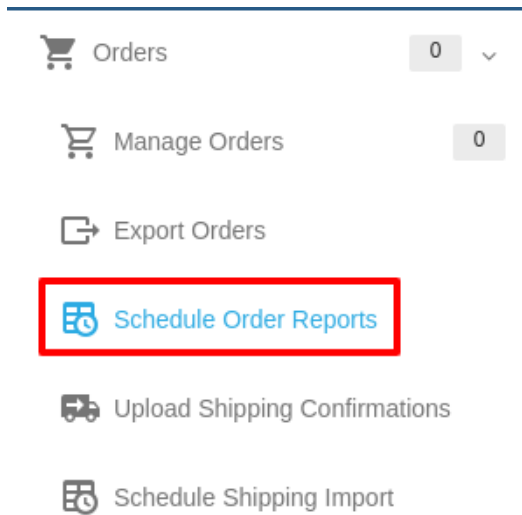 Orders 0
Manage Orders 0
Export Orders
Schedule Order Reports
Upload Shipping Confirmations
Schedule Shipping Import